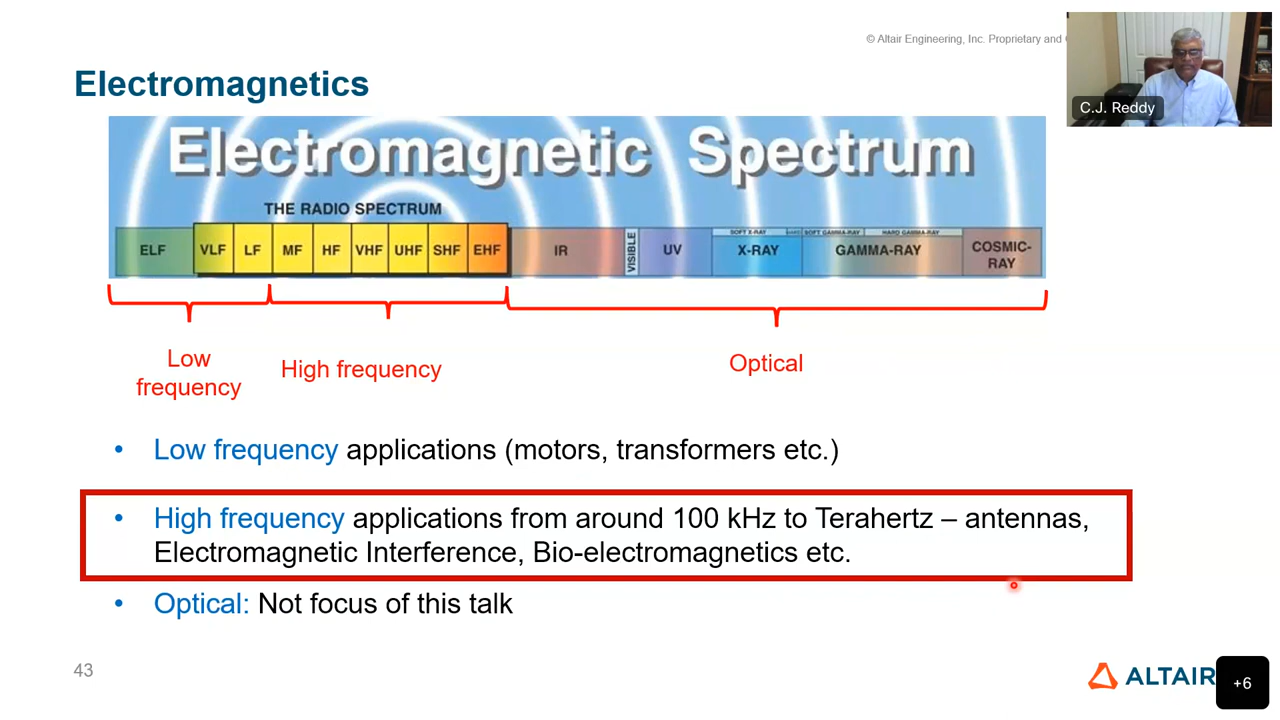 © Altair Engineering, Inc. Proprietary and
C.J. Reddy
Electromagnetics
Electromagnetic Spectrum
THE RADIO SPECTRUM
ELF VLF LF MF HF VHF UHF SHF EHF IR VISIBLE UV X-RAY GAMMA-RAY COSMIC-RAY
SOFT X-RAY SOFT GAMMA-RAY HARD GAMMA-RAY
Low
frequency
High frequency
Optical
• Low frequency applications (motors, transformers etc.)
• High frequency applications from around 100 kHz to Terahertz – antennas,
Electromagnetic Interference, Bio-electromagnetics etc.
• Optical: Not focus of this talk
43
ALTAIR
+6